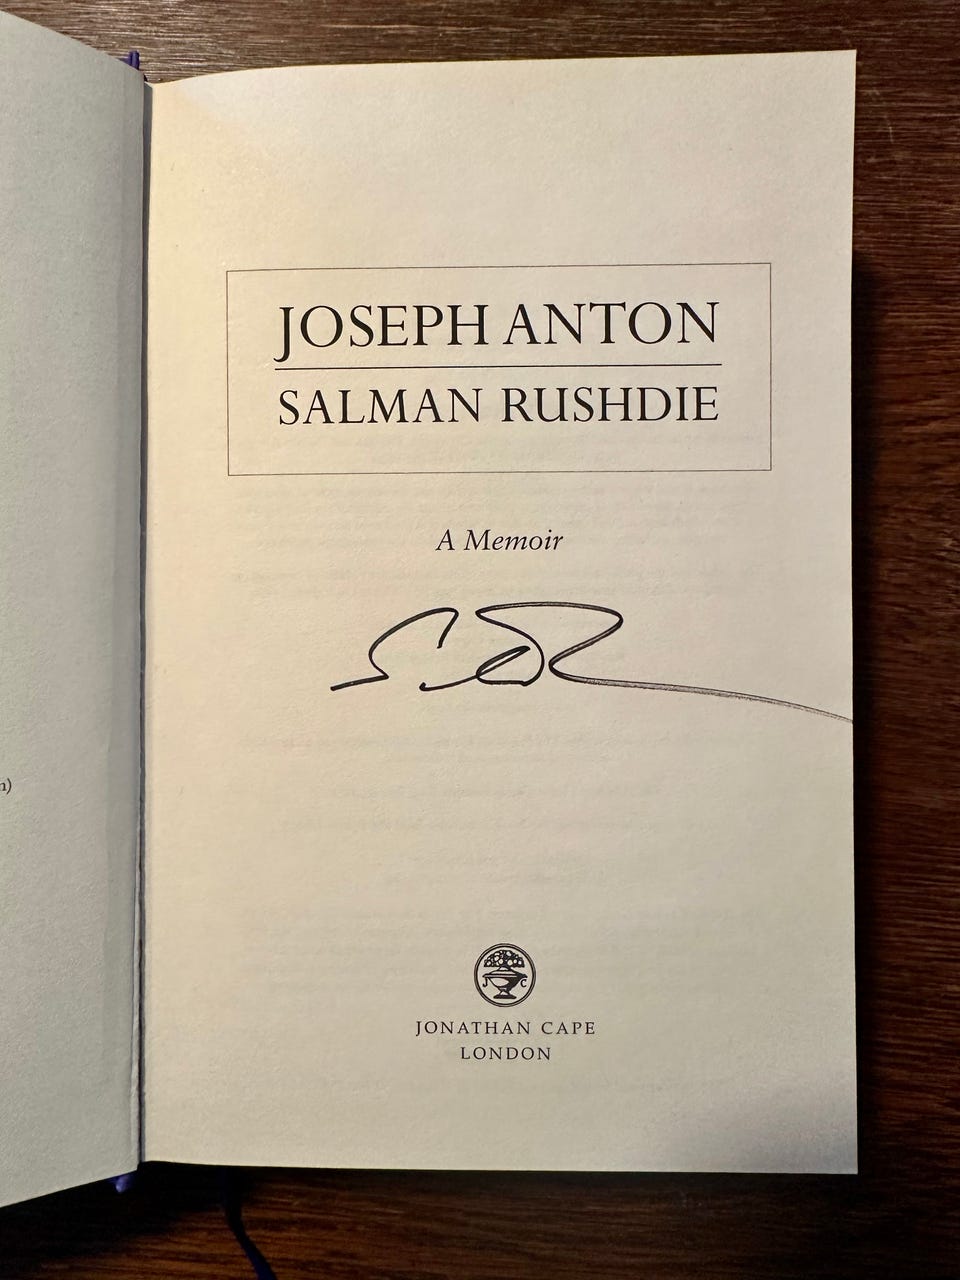 JOSEPH ANTON
SALMAN RUSHDIE
A Memoir
J C
JONATHAN CAPE
LONDON
n)